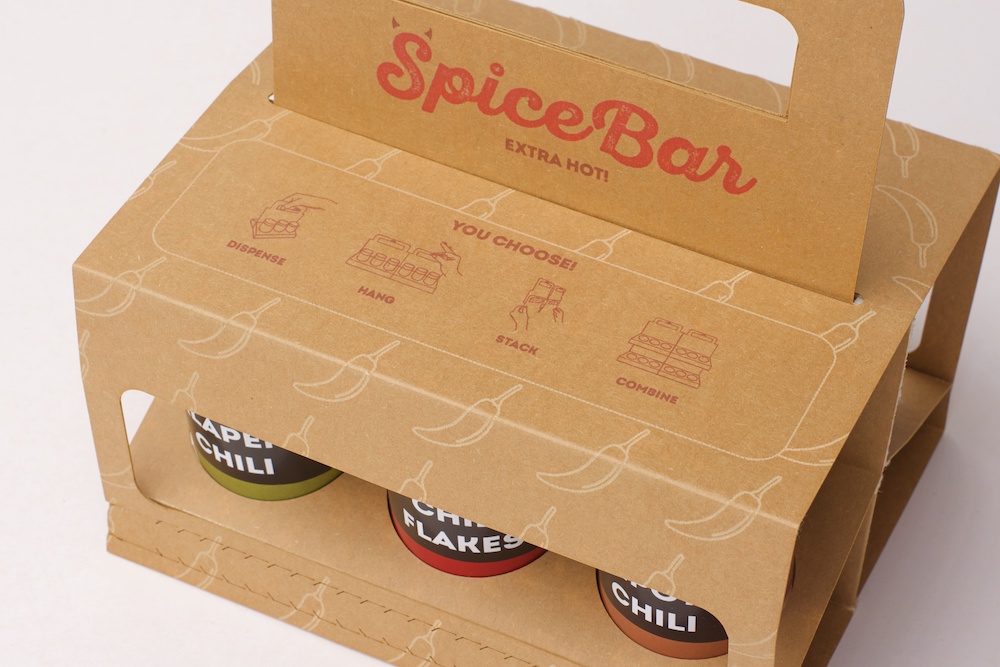 SpiceBar
EXTRA HOT!
YOU CHOOSE!
DISPENSE
HANG
STACK
COMBINE
CHILI
FLAKES
CHILI